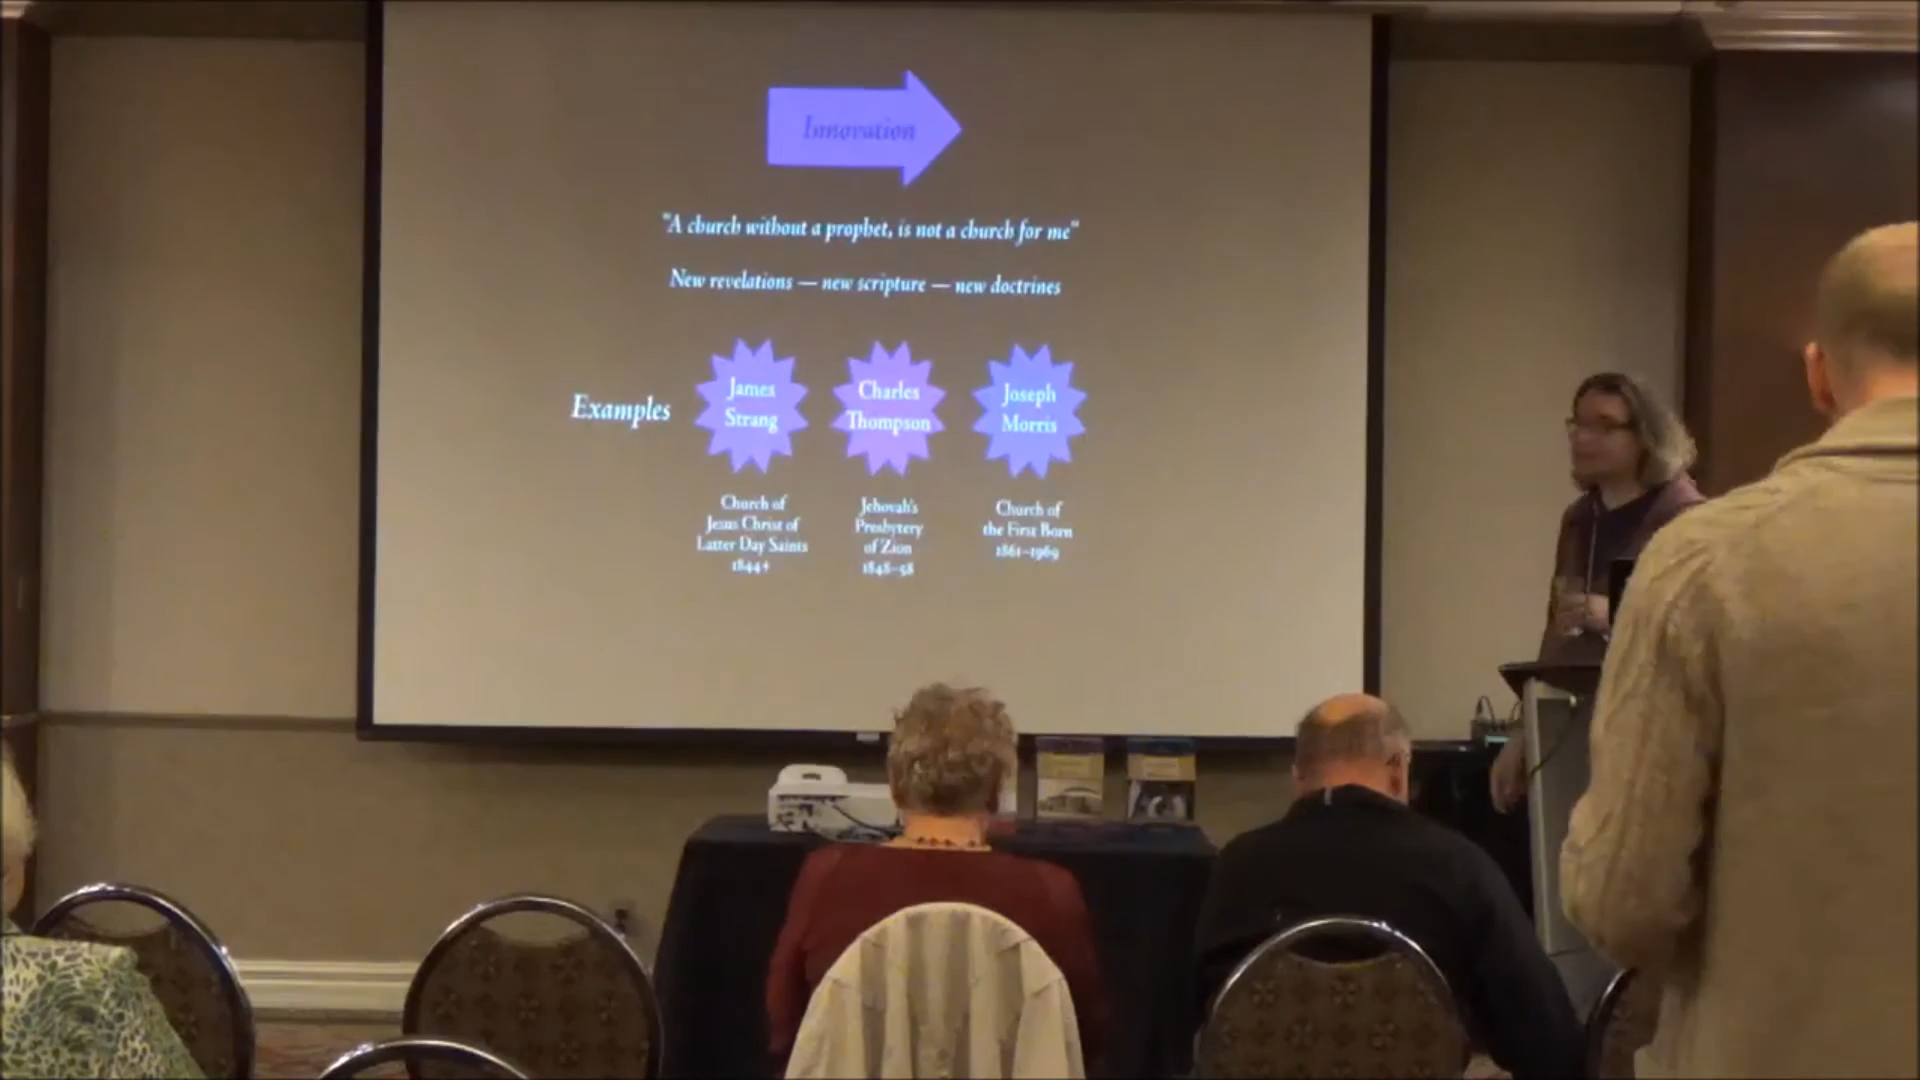 Innovation
"A church without a prophet, is not a church for me"
New revelations — new scripture — new doctrines
Examples
James
Strang
Charles
Thompson
Joseph
Morris
Church of
Jesus Christ of
Latter Day Saints
1844+
Jehovah's
Presbytery
of Zion
1848–58
Church of
the First Born
1861–1969